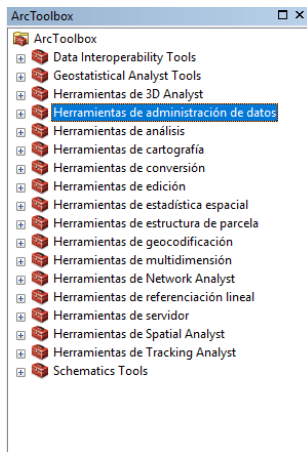 ArcToolbox
ArcToolbox
Data Interoperability Tools
Geostatistical Analyst Tools
Herramientas de 3D Analyst
Herramientas de administración de datos
Herramientas de análisis
Herramientas de cartografía
Herramientas de conversión
Herramientas de edición
Herramientas de estadística espacial
Herramientas de estructura de parcela
Herramientas de geocodificación
Herramientas de multidimensión
Herramientas de Network Analyst
Herramientas de referenciación lineal
Herramientas de servidor
Herramientas de Spatial Analyst
Herramientas de Tracking Analyst
Schematics Tools